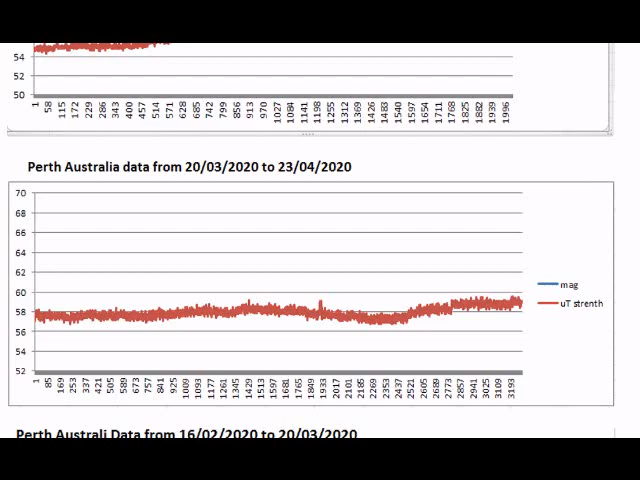 54
52
50
1 58 115 172 229 286 343 400 457 514 571 628 685 742 799 856 913 970 1027 1084 1141 1198 1255 1312 1369 1426 1483 1540 1597 1654 1711 1768 1825 1882 1939 1996
Perth Australia data from 20/03/2020 to 23/04/2020
70
68
66
64
62
60
58
56
54
52
mag
uT strenth
1 85 169 253 337 421 505 589 673 757 841 925 1009 1093 1177 1261 1345 1429 1513 1597 1681 1765 1849 1933 2017 2101 2185 2269 2353 2437 2521 2605 2689 2773 2857 2941 3025 3109 3193
Perth Australi Data from 16/02/2020 to 20/03/2020